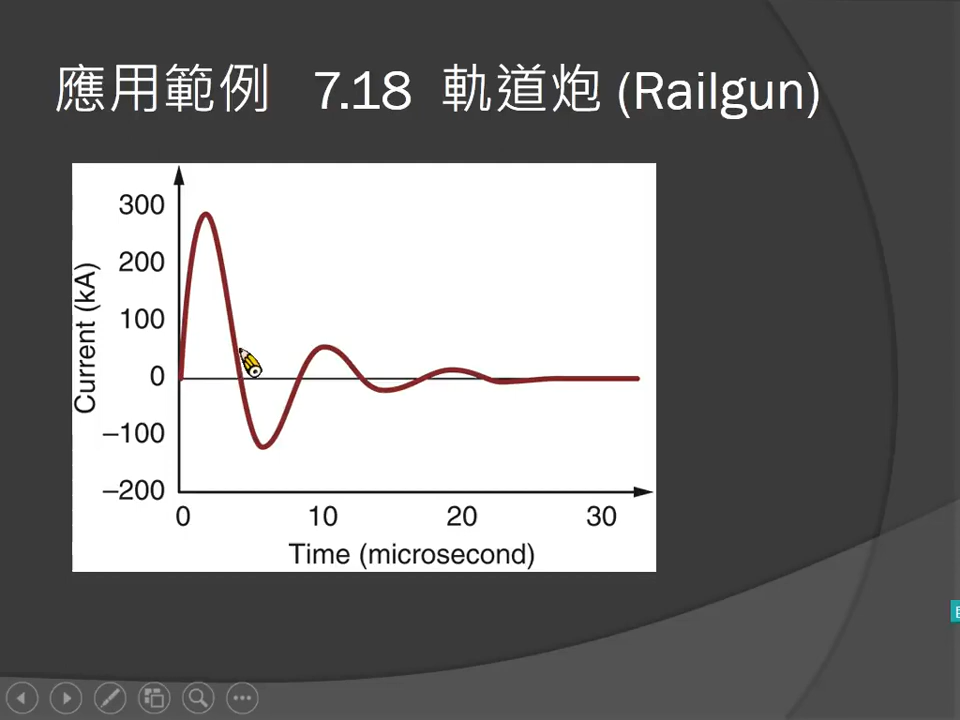 應用範例 7.18 軌道炮 (Railgun)
300
200
100
0
–100
–200
Current (kA)
0 10 20 30
Time (microsecond)